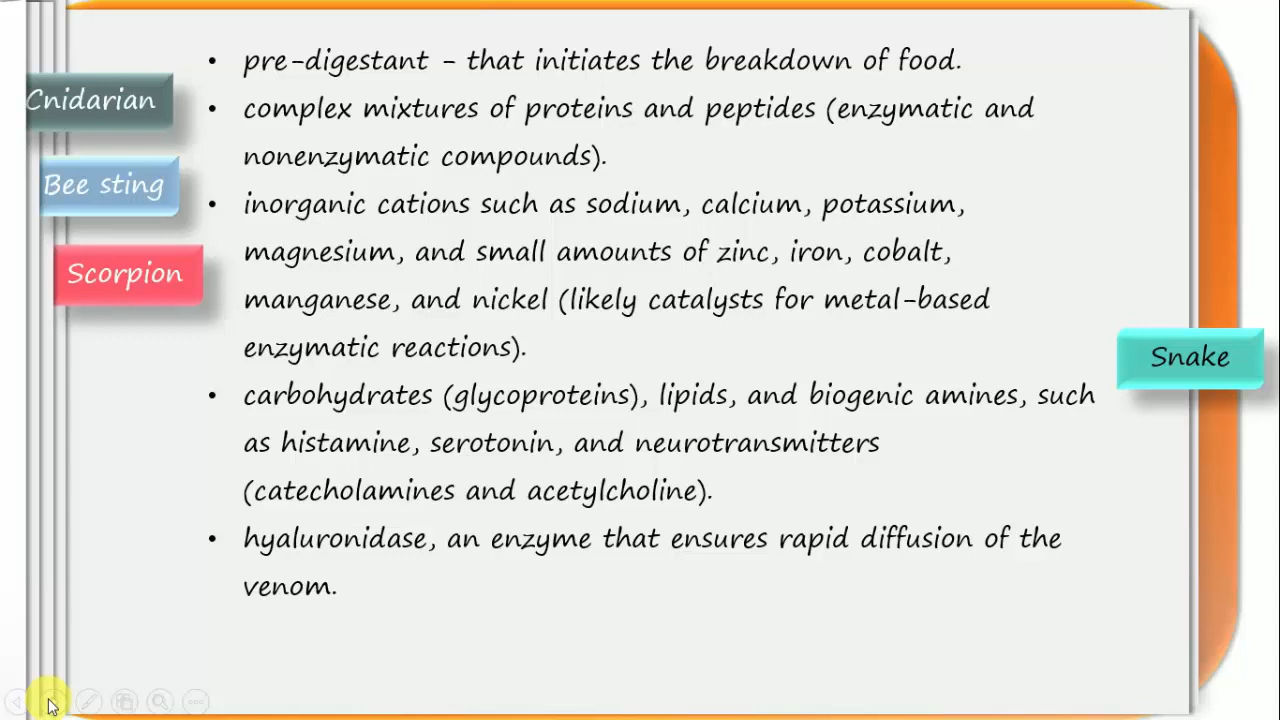 • pre-digestant - that initiates the breakdown of food.
Cnidarian
• complex mixtures of proteins and peptides (enzymatic and
nonenzymatic compounds).
Bee sting
• inorganic cations such as sodium, calcium, potassium,
magnesium, and small amounts of zinc, iron, cobalt,
Scorpion
manganese, and nickel (likely catalysts for metal-based
enzymatic reactions).
Snake
• carbohydrates (glycoproteins), lipids, and biogenic amines, such
as histamine, serotonin, and neurotransmitters
(catecholamines and acetylcholine).
• hyaluronidase, an enzyme that ensures rapid diffusion of the
venom.